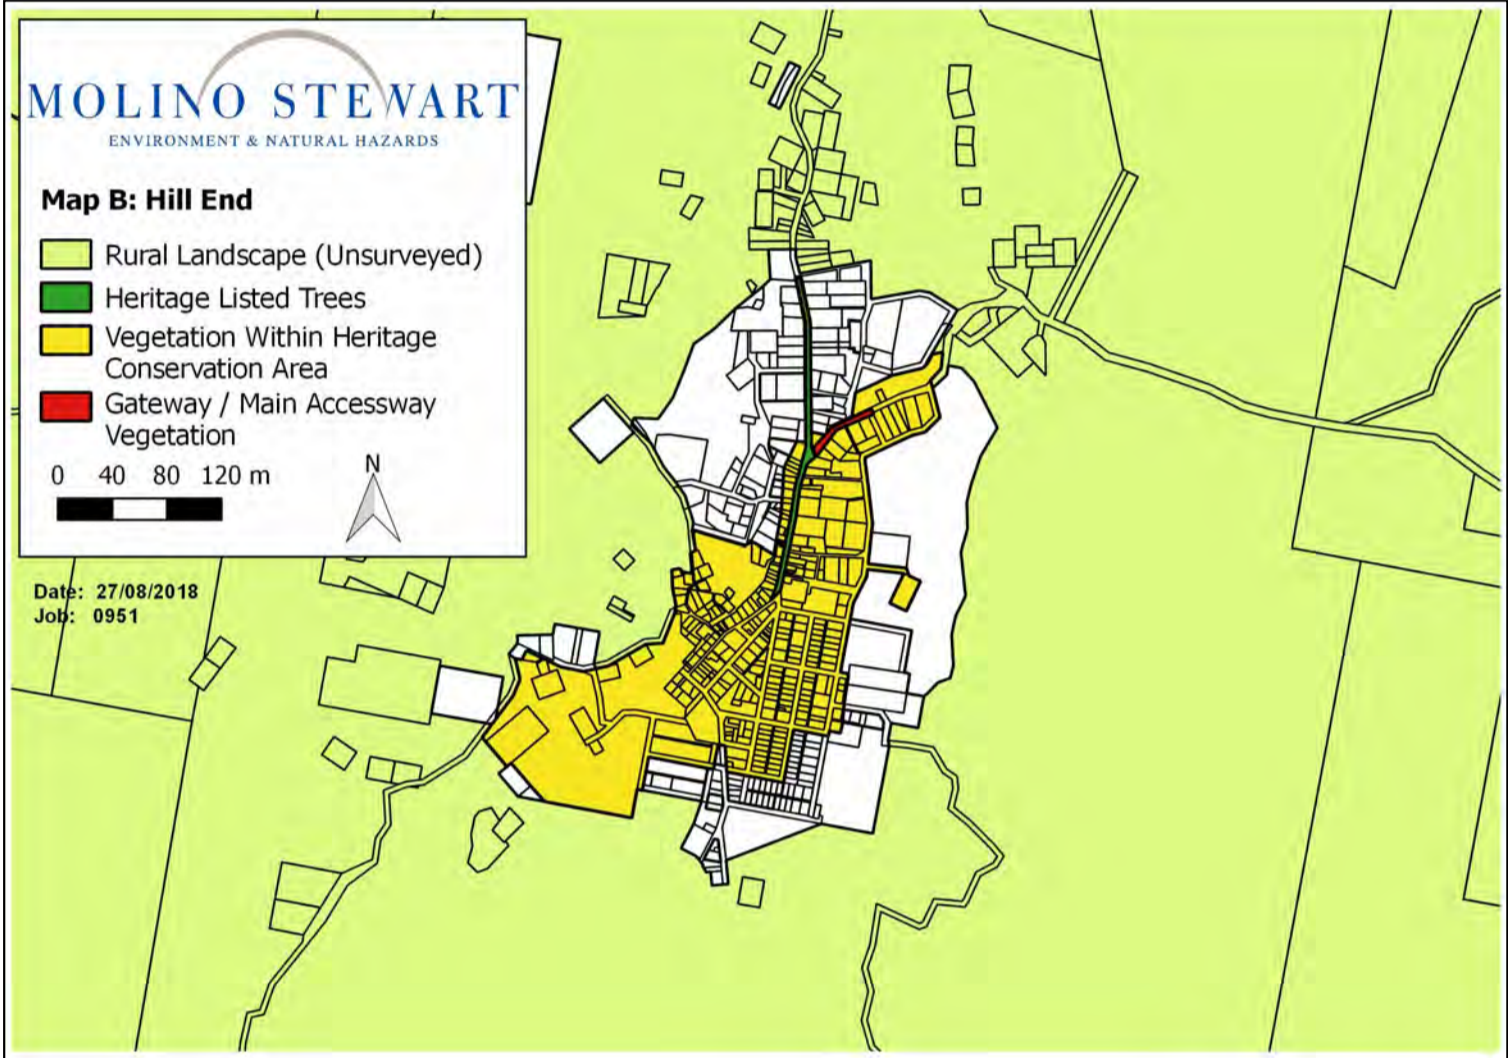 MOLINO STEWART
ENVIRONMENT & NATURAL HAZARDS
Map B: Hill End
Rural Landscape (Unsurveyed)
Heritage Listed Trees
Vegetation Within Heritage
Conservation Area
Gateway / Main Accessway
Vegetation
0 40 80 120 m
N
Date: 27/08/2018
Job: 0951